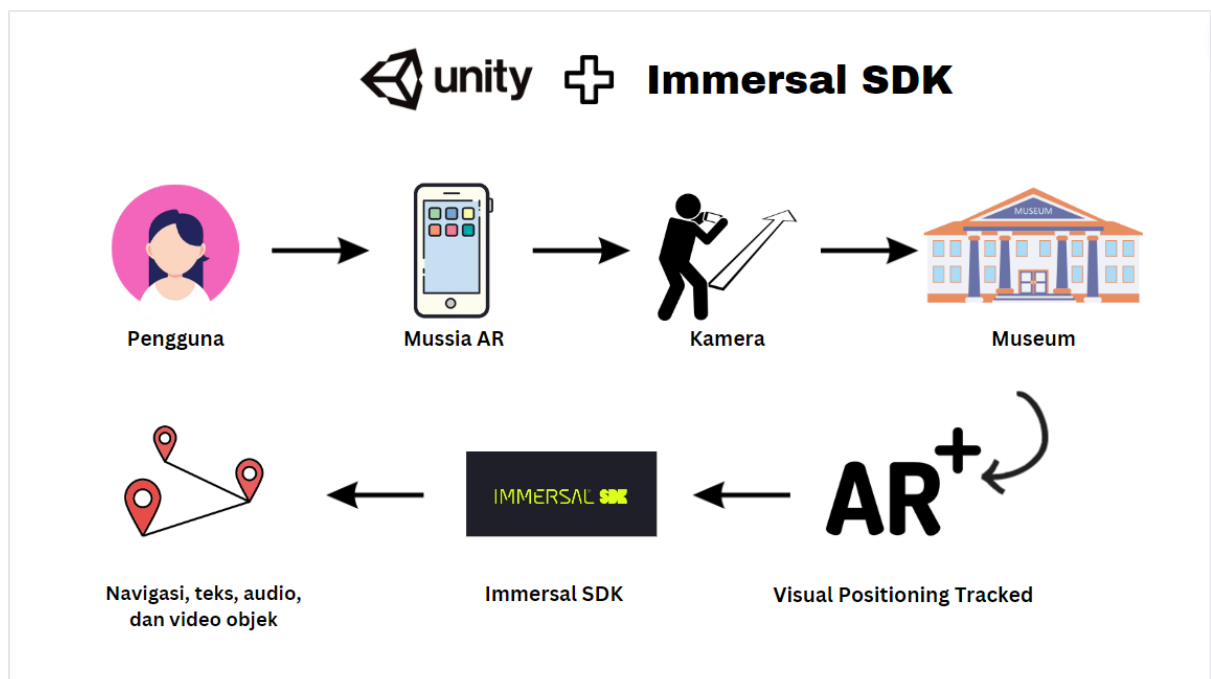 unity Immersal SDK
MUSEUM
Pengguna
Mussia AR
Kamera
Museum
AR+
IMMERSAL SDK
Navigasi, teks, audio,
dan video objek
Immersal SDK
Visual Positioning Tracked